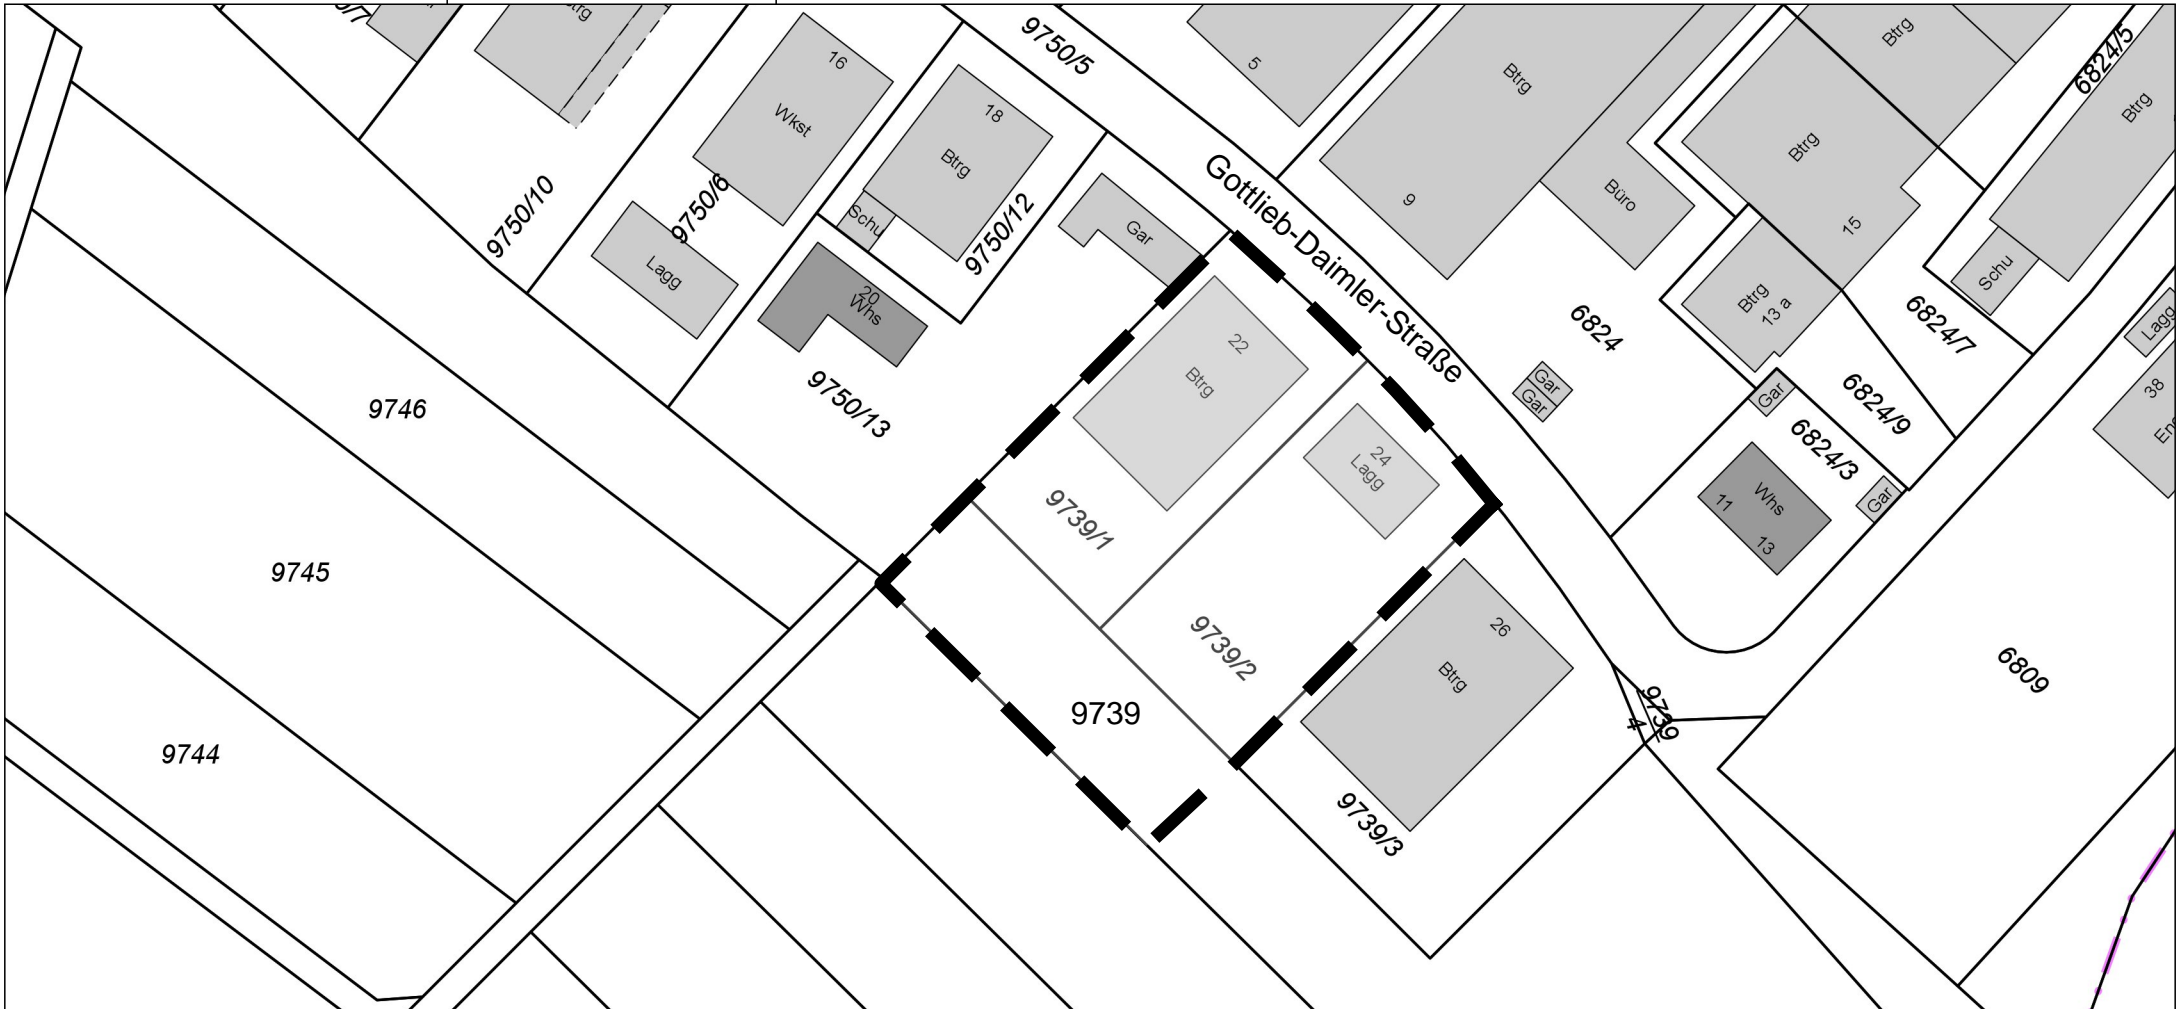 Btrg
16
Wkst
18
Btrg
Schu
9750/5
5
Btrg
9
Büro
Btrg
Btrg
15
6824/5
Btrg
Schu
9750/10
9750/6
Lagg
9750/12
20
Whs
Gar
Gottlieb-Daimler-Straße
6824
Btrg
13 a
6824/7
Lagg
38
9746
9750/13
22
Btrg
24
Lagg
Gar
Gar
Gar
6824/9
6824/3
Whs
11
13
Gar
9745
9739/1
9739/2
26
Btrg
9739
4
6809
9744
9739
9739/3